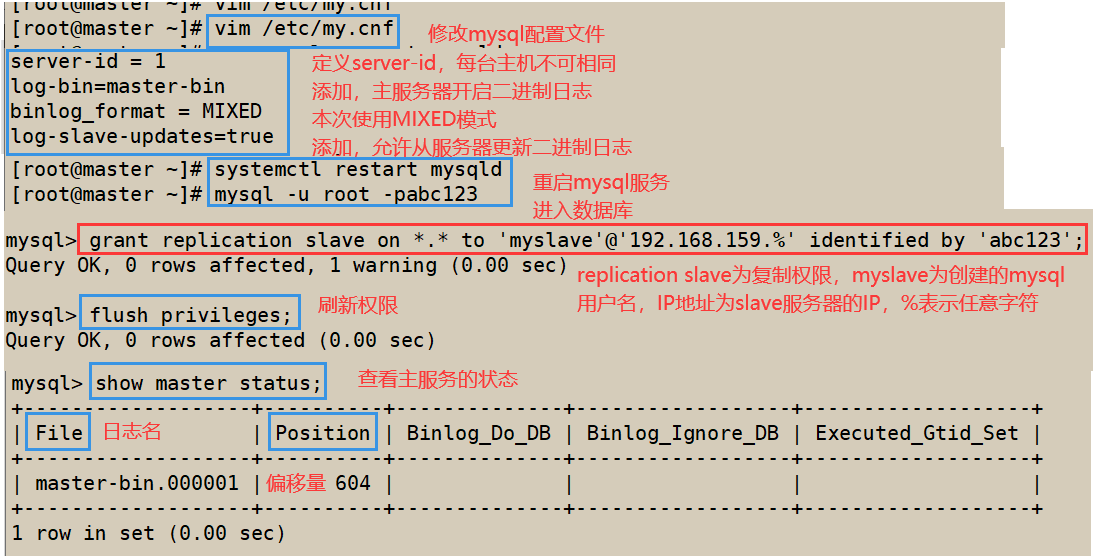 [root@master ~]# vim /etc/my.cnf
[root@master ~]# vim /etc/my.cnf 修改mysql配置文件
server-id = 1 定义server-id，每台主机不可相同
log-bin=master-bin 添加，主服务器开启二进制日志
binlog_format = MIXED 本次使用MIXED模式
log-slave-updates=true 添加，允许从服务器更新二进制日志
[root@master ~]# systemctl restart mysqld 重启mysql服务
[root@master ~]# mysql -u root -pabc123 进入数据库
mysql> grant replication slave on *.* to 'myslave'@'192.168.159.%' identified by 'abc123';
Query OK, 0 rows affected, 1 warning (0.00 sec) replication slave为复制权限，myslave为创建的mysql
用户名，IP地址为slave服务器的IP，%表示任意字符
mysql> flush privileges; 刷新权限
Query OK, 0 rows affected (0.00 sec)
mysql> show master status; 查看主服务的状态
+-------------------+----------+--------------+------------------+-------------------+
| File 日志名 | Position | Binlog_Do_DB | Binlog_Ignore_DB | Executed_Gtid_Set |
+-------------------+----------+--------------+------------------+-------------------+
| master-bin.000001 | 偏移量 604 | | | |
+-------------------+----------+--------------+------------------+-------------------+
1 row in set (0.00 sec)